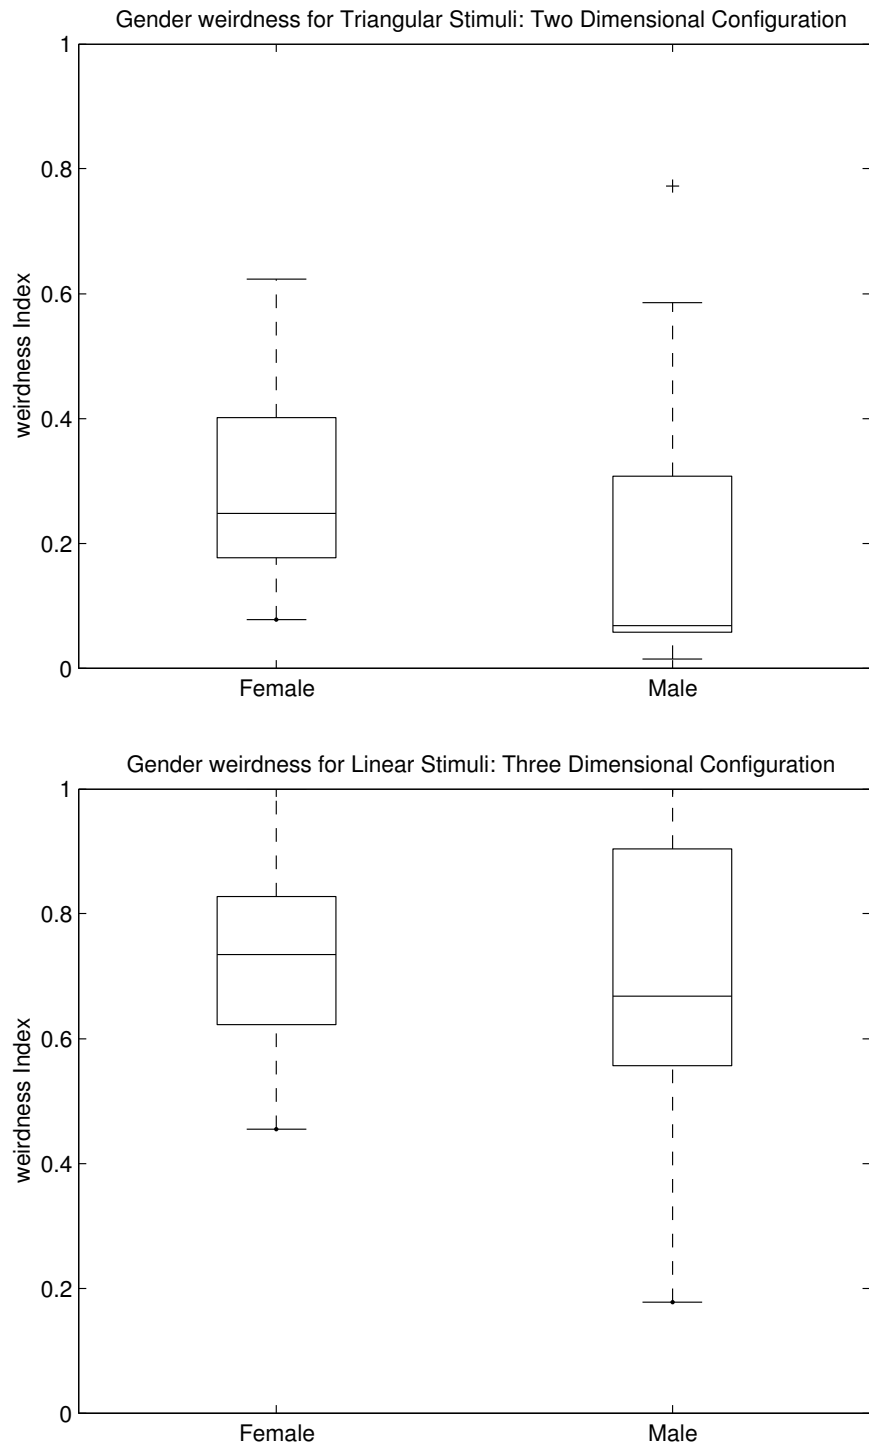 Gender weirdness for Triangular Stimuli: Two Dimensional Configuration
1
0.8
0.6
0.4
0.2
0
weirdness Index
Female Male
Gender weirdness for Linear Stimuli: Three Dimensional Configuration
1
0.8
0.6
0.4
0.2
0
weirdness Index
Female Male